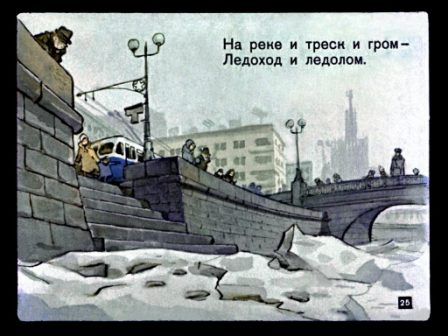 На реке и треск и гром –
Ледоход и ледолом.
Т
25